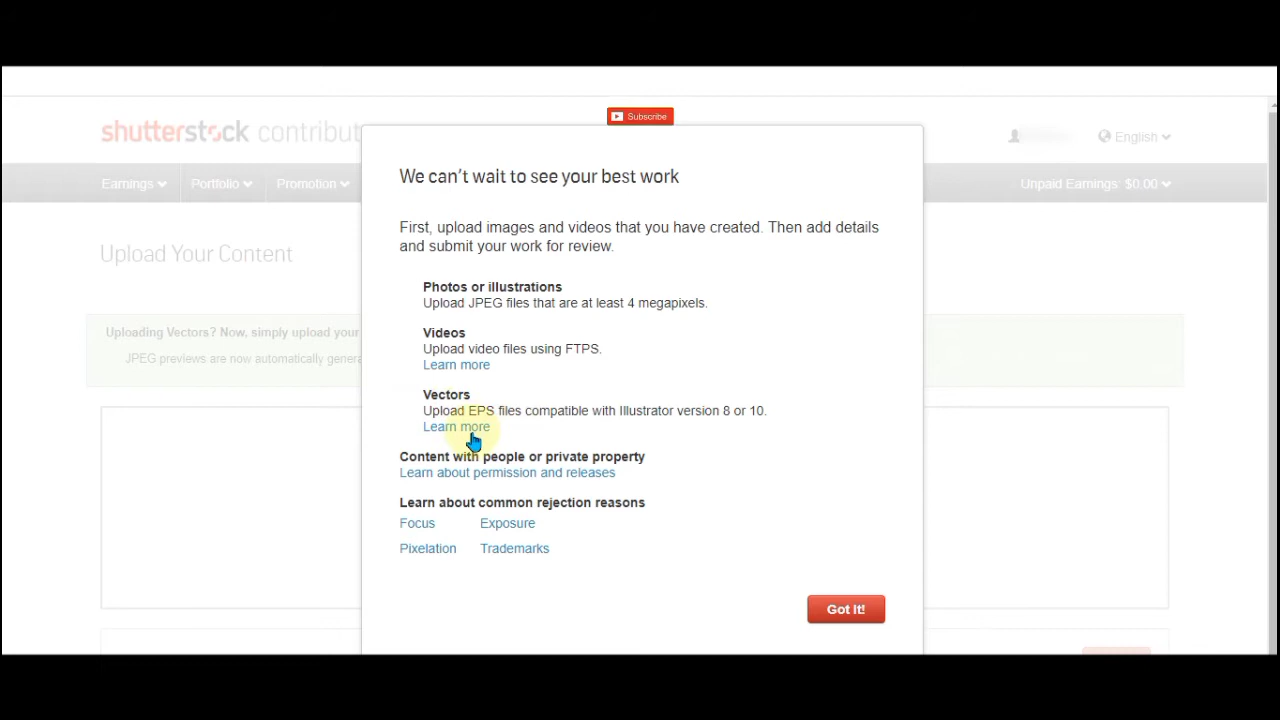 Subscribe
shutterstock contribut
English
Earnings
Portfolio
Promotion
Unpaid Earnings: $0.00
Upload Your Content
Uploading Vectors? Now, simply upload your
JPEG previews are now automatically genera
We can't wait to see your best work
First, upload images and videos that you have created. Then add details
and submit your work for review.
Photos or illustrations
Upload JPEG files that are at least 4 megapixels.
Videos
Upload video files using FTPS.
Learn more
Vectors
Upload EPS files compatible with Illustrator version 8 or 10.
Learn more
Content with people or private property
Learn about permission and releases
Learn about common rejection reasons
Focus
Exposure
Pixelation
Trademarks
Got It!